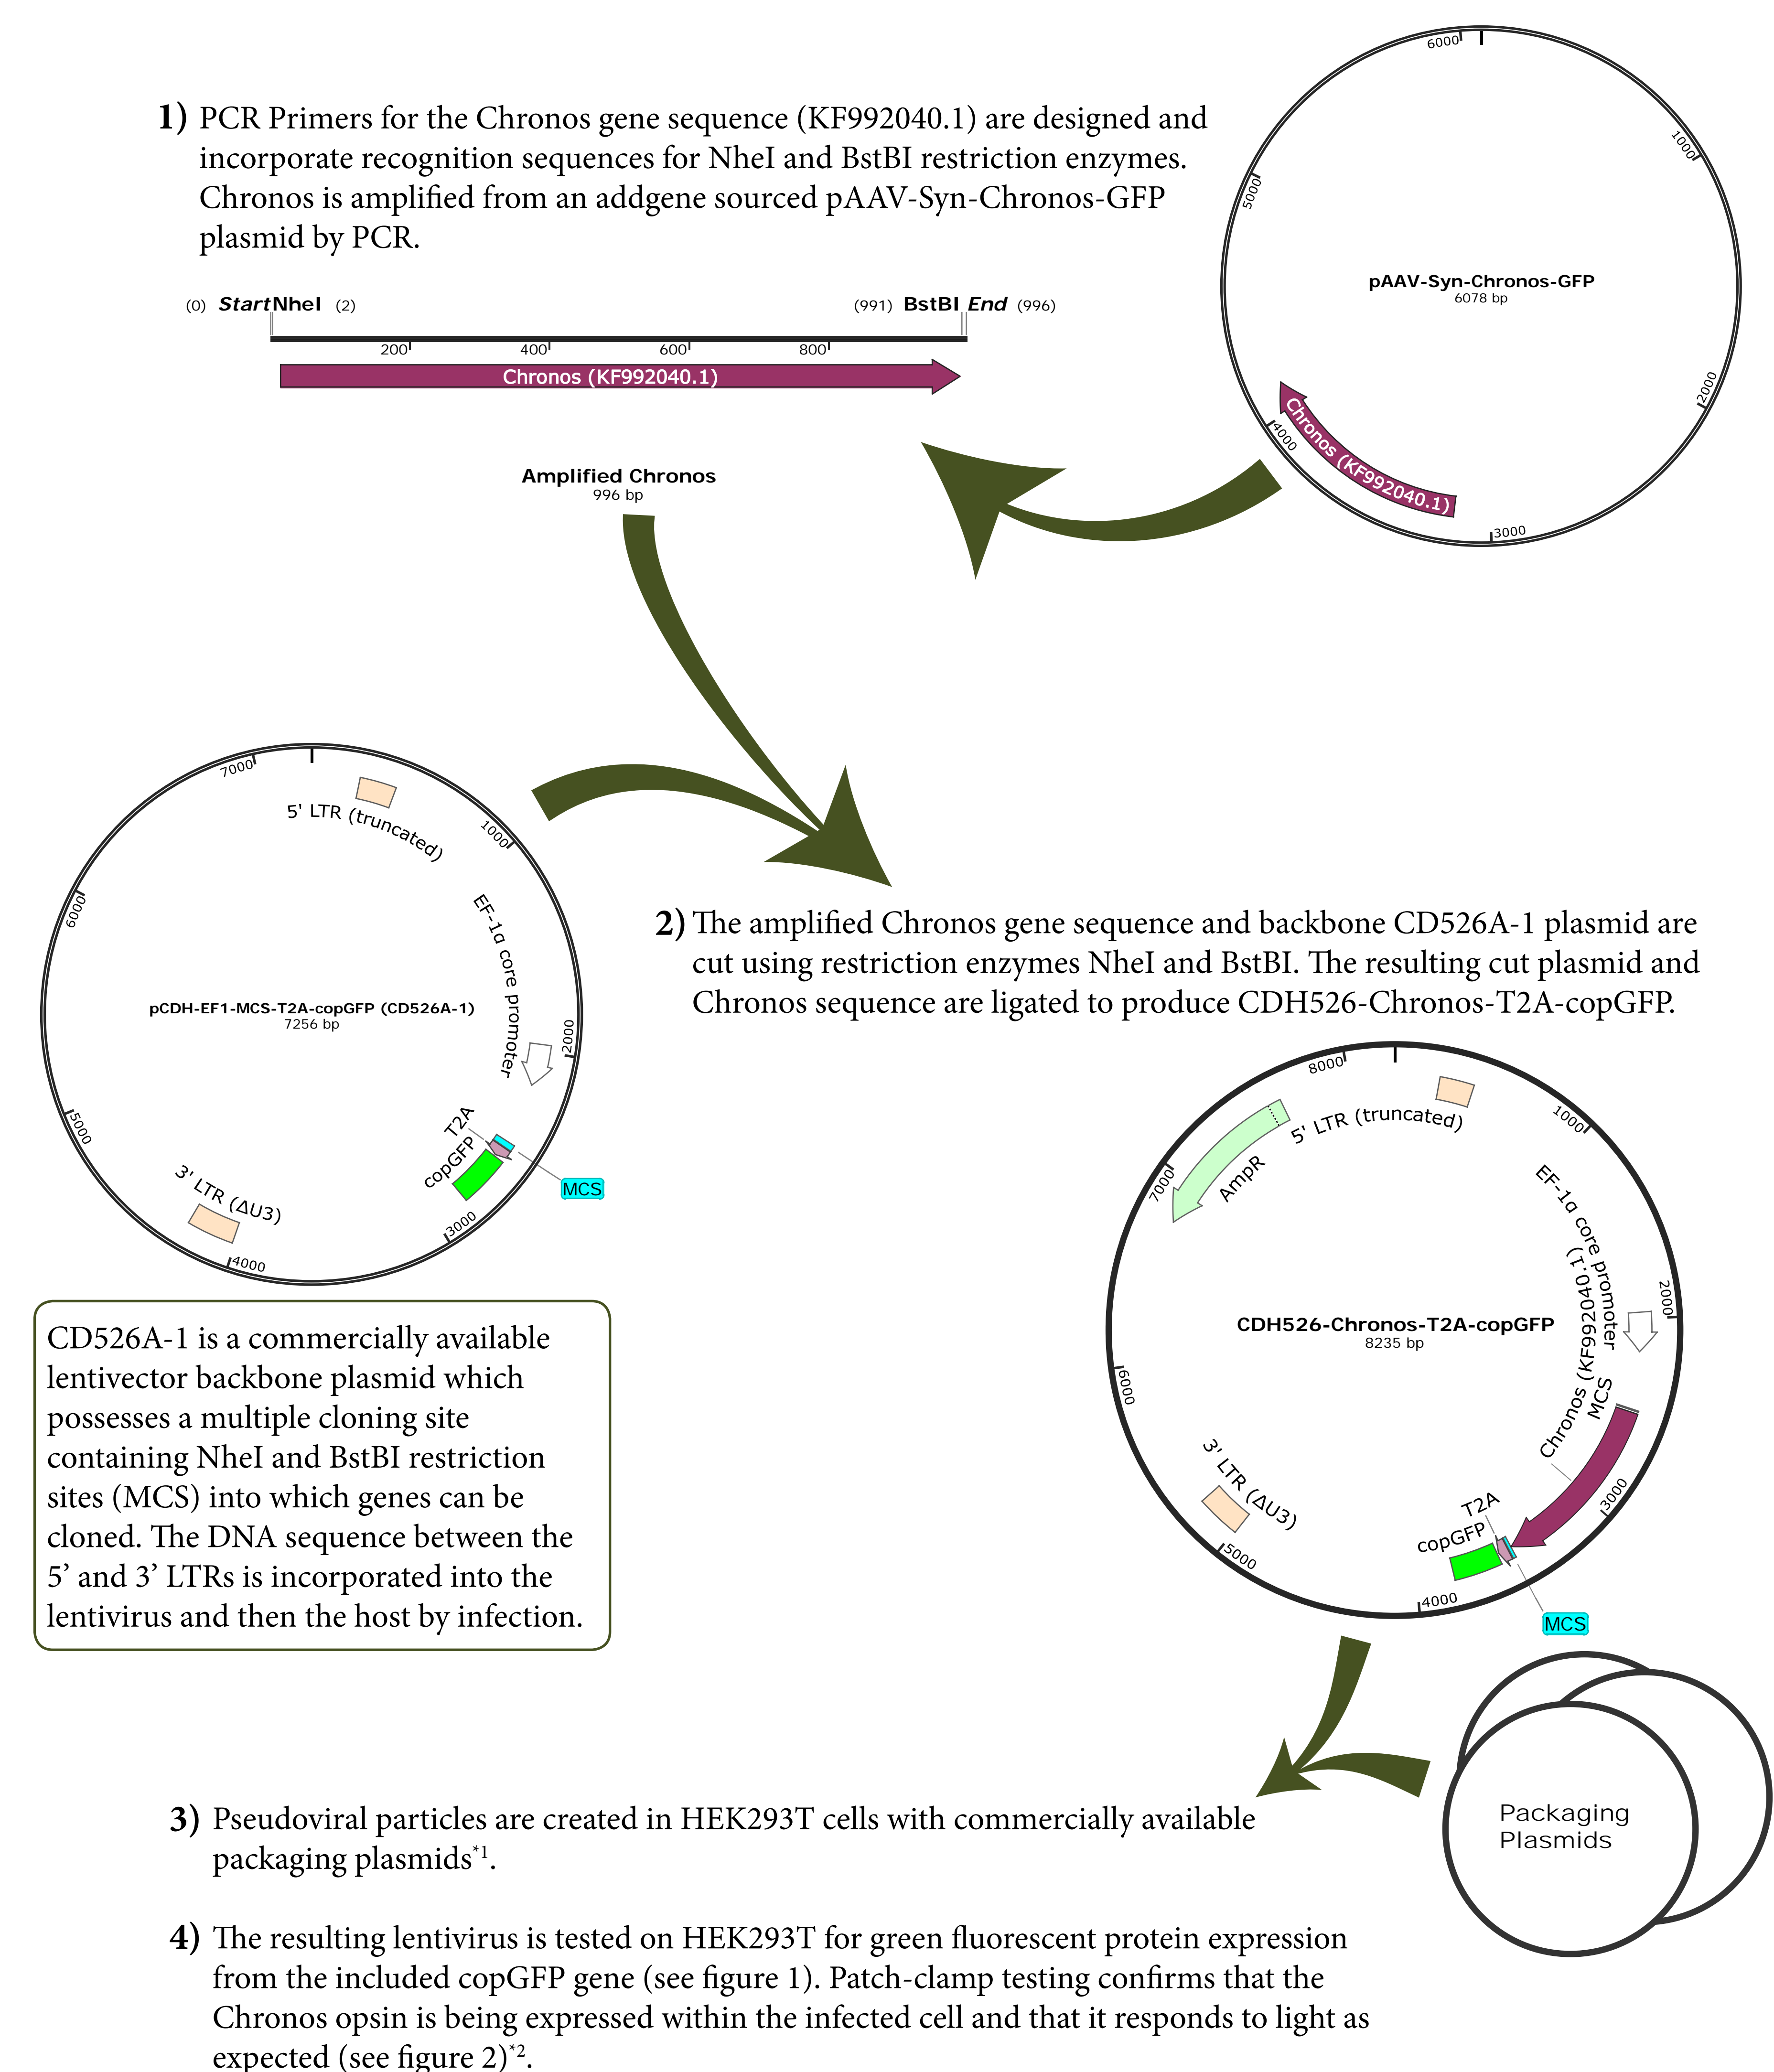 1) PCR Primers for the Chronos gene sequence (KF992040.1) are designed and
incorporate recognition sequences for NheI and BstBI restriction enzymes.
Chronos is amplified from an addgene sourced pAAV-Syn-Chronos-GFP
plasmid by PCR.
(0) Start NheI (2)
(991) BstBI End (996)
200
400
600
800
Chronos (KF992040.1)
Amplified Chronos
996 bp
6000
1000
5000
2000
4000
3000
pAAV-Syn-Chronos-GFP
6078 bp
Chronos (KF992040.1)
7000
1000
6000
2000
5000
3000
4000
5' LTR (truncated)
EF-1α core promoter
pCDH-EF1-MCS-T2A-copGFP (CD526A-1)
7256 bp
T2A
copGFP
MCS
3' LTR (ΔU3)
2) The amplified Chronos gene sequence and backbone CD526A-1 plasmid are
cut using restriction enzymes NheI and BstBI. The resulting cut plasmid and
Chronos sequence are ligated to produce CDH526-Chronos-T2A-copGFP.
8000
1000
7000
2000
6000
3000
5000
4000
5' LTR (truncated)
AmpR
EF-1α core promoter
CDH526-Chronos-T2A-copGFP
8235 bp
Chronos (KF992040.1)
MCS
T2A
copGFP
3' LTR (ΔU3)
MCS
CD526A-1 is a commercially available
lentivector backbone plasmid which
possesses a multiple cloning site
containing NheI and BstBI restriction
sites (MCS) into which genes can be
cloned. The DNA sequence between the
5’ and 3’ LTRs is incorporated into the
lentivirus and then the host by infection.
Packaging
Plasmids
3) Pseudoviral particles are created in HEK293T cells with commercially available
packaging plasmids*1.
4) The resulting lentivirus is tested on HEK293T for green fluorescent protein expression
from the included copGFP gene (see figure 1). Patch-clamp testing confirms that the
Chronos opsin is being expressed within the infected cell and that it responds to light as
expected (see figure 2)*2.